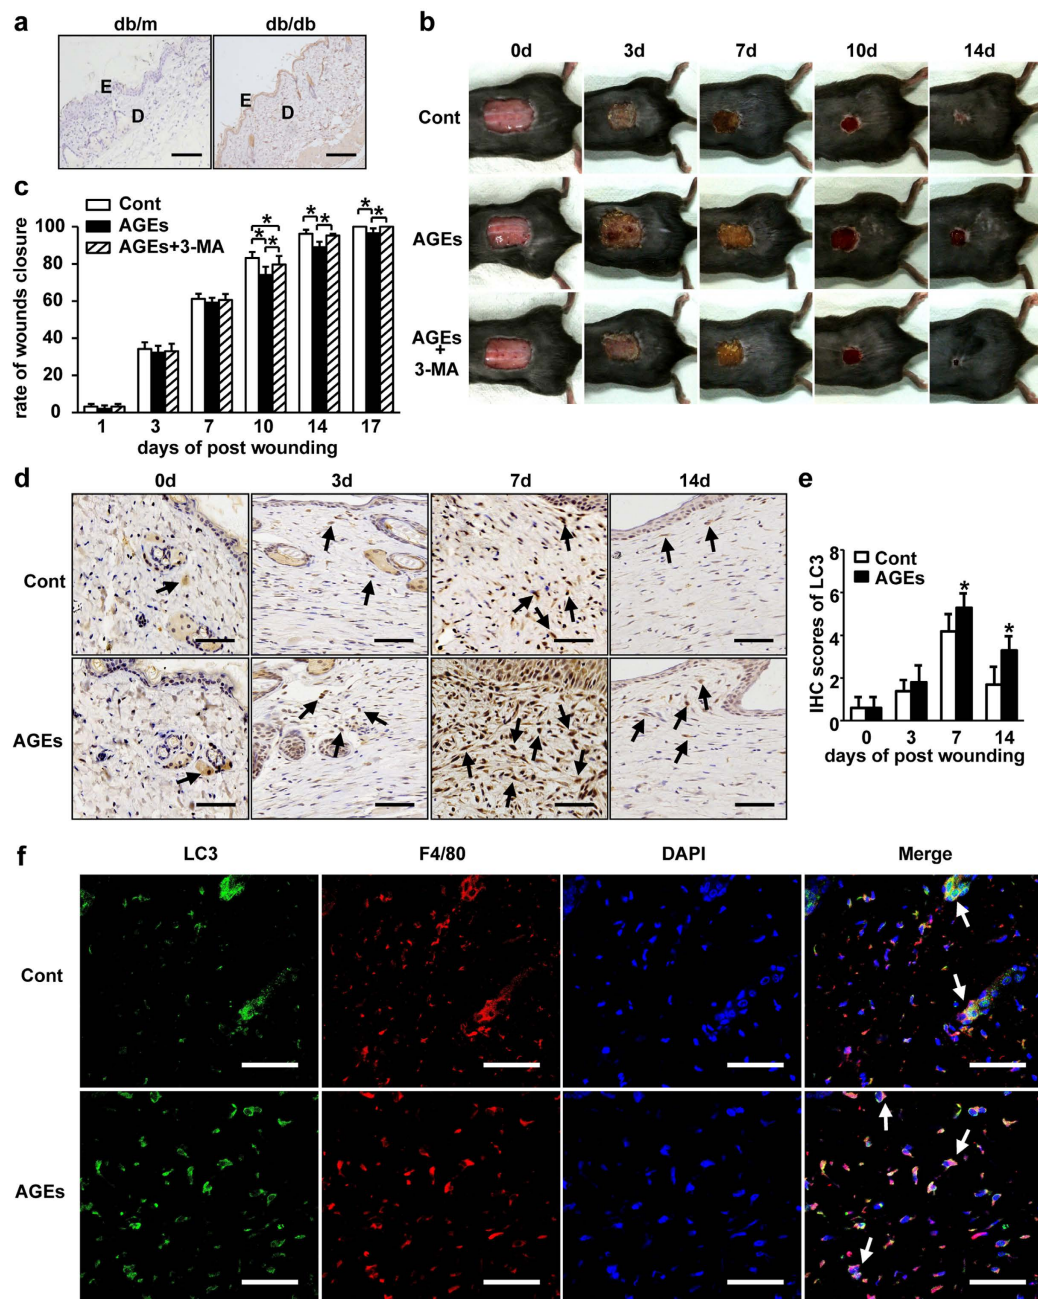 a
db/m
db/db
E
D
E
D
b
0d
3d
7d
10d
14d
Cont
AGEs
AGEs
+
3-MA
c
Cont
AGEs
AGEs+3-MA
rate of wounds closure
100
80
60
40
20
0
* * * * * * * *
1 3 7 10 14 17
days of post wounding
d
0d
3d
7d
14d
Cont
AGEs
e
Cont
AGEs
IHC scores of LC3
8
6
4
2
0
* *
0 3 7 14
days of post wounding
f
LC3
F4/80
DAPI
Merge
Cont
AGEs